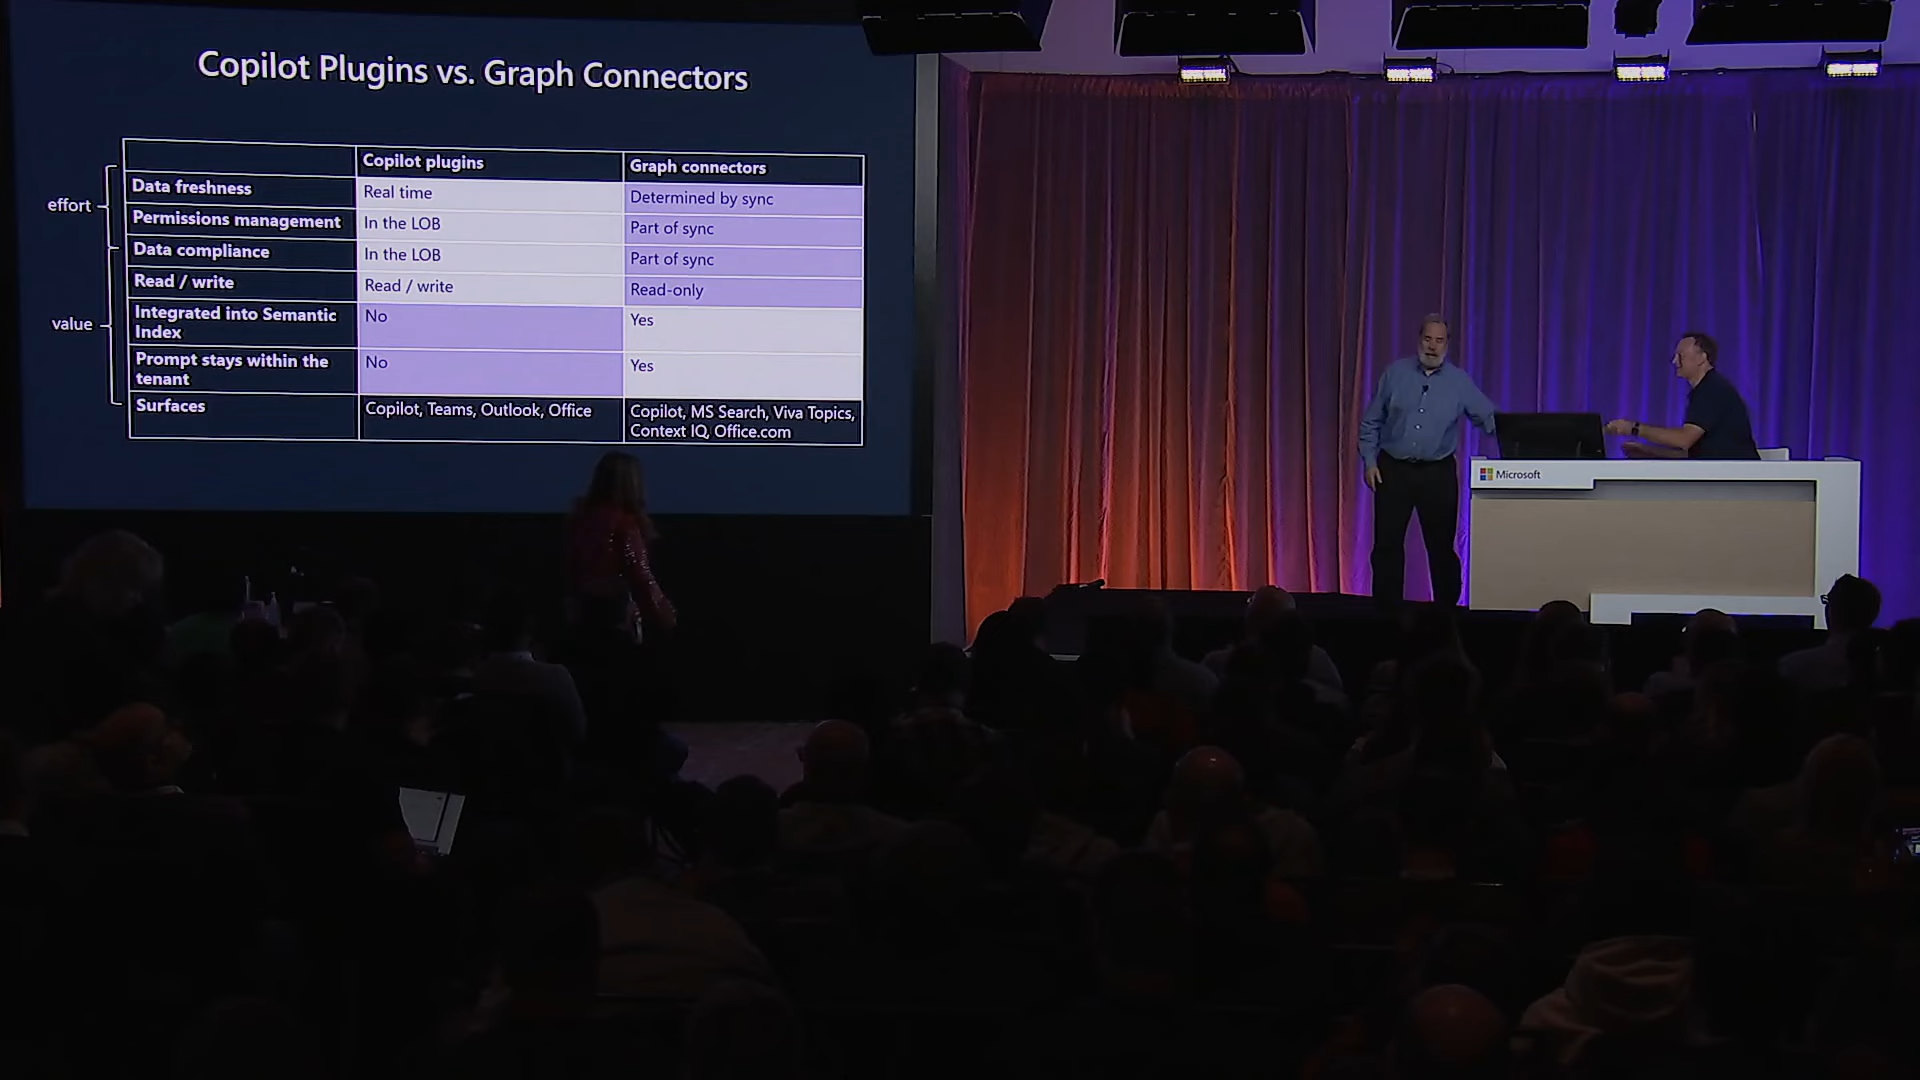 Copilot Plugins vs. Graph Connectors
Copilot plugins
Graph connectors
effort
Data freshness
Real time
Determined by sync
Permissions management
In the LOB
Part of sync
value
Data compliance
In the LOB
Part of sync
Read / write
Read / write
Read-only
Integrated into Semantic
Index
No
Yes
Prompt stays within the
tenant
No
Yes
Surfaces
Copilot, Teams, Outlook, Office
Copilot, MS Search, Viva Topics,
Context IQ, Office.com
Microsoft